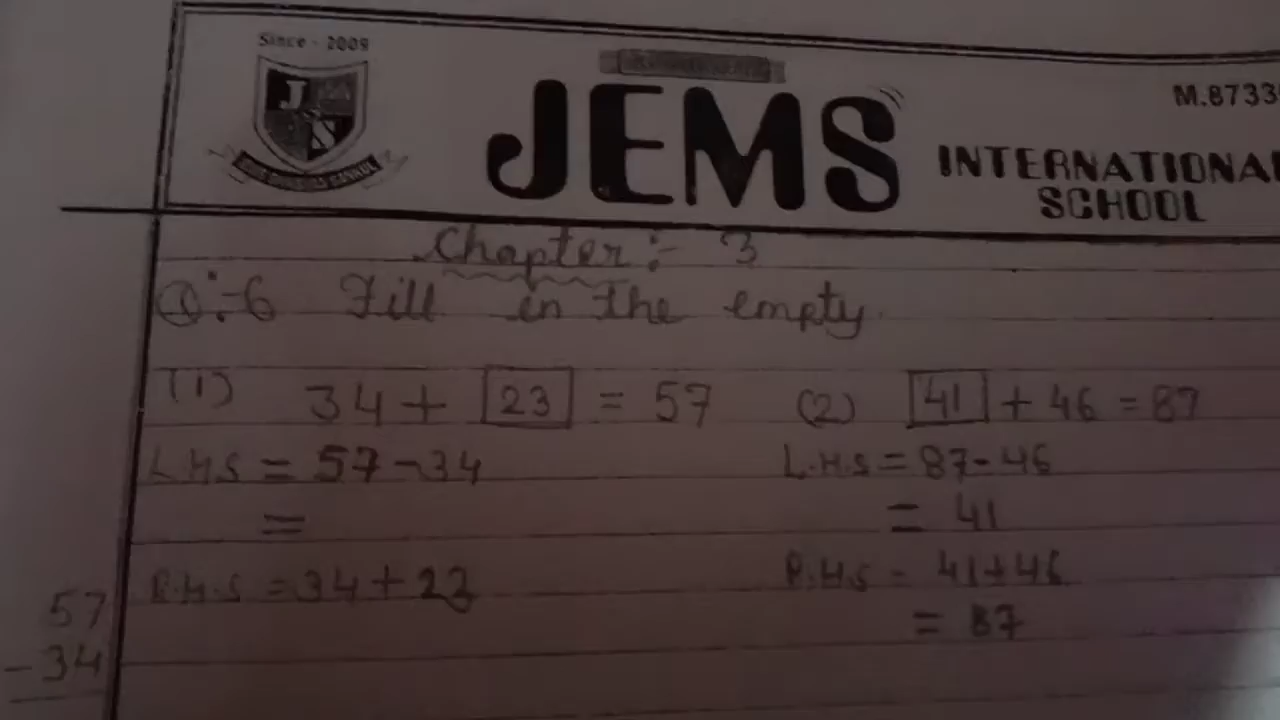 Since - 2009
JEMS
M.8733
INTERNATIONAL
SCHOOL
Chapter :- 3
Q:-6 Fill in the empty
(1) 34 + 23 = 57 (2) 41 + 46 = 87
L.H.S = 57 - 34 L.H.S = 87 - 46
= = 41
R.H.S = 34 + 23 R.H.S = 41 + 46
57 = 87
-34